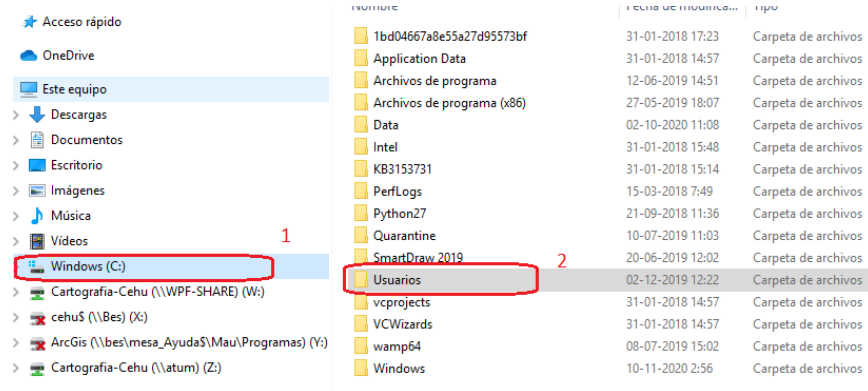 Acceso rápido
OneDrive
Este equipo
Descargas
Documentos
Escritorio
Imágenes
Música
Vídeos
1
Windows (C:)
Cartografia-Cehu (\\WPF-SHARE) (W:)
cehu$ (\\Bes) (X:)
ArcGis (\\bes\mesa_Ayuda$\Mau\Programas) (Y:)
Cartografia-Cehu (\\atum) (Z:)
Nombre Fecha de modifica... Tipo
1bd04667a8e55a27d95573bf 31-01-2018 17:23 Carpeta de archivos
Application Data 31-01-2018 14:57 Carpeta de archivos
Archivos de programa 12-06-2019 14:51 Carpeta de archivos
Archivos de programa (x86) 27-05-2019 18:07 Carpeta de archivos
Data 02-10-2020 11:08 Carpeta de archivos
Intel 31-01-2018 15:48 Carpeta de archivos
KB3153731 31-01-2018 15:14 Carpeta de archivos
PerfLogs 15-03-2018 7:49 Carpeta de archivos
Python27 21-09-2018 11:36 Carpeta de archivos
Quarantine 10-07-2019 11:03 Carpeta de archivos
SmartDraw 2019 20-06-2019 12:02 Carpeta de archivos
2
Usuarios 02-12-2019 12:22 Carpeta de archivos
vcprojects 31-01-2018 14:57 Carpeta de archivos
VCWizards 31-01-2018 14:57 Carpeta de archivos
wamp64 08-07-2019 15:02 Carpeta de archivos
Windows 10-11-2020 2:56 Carpeta de archivos